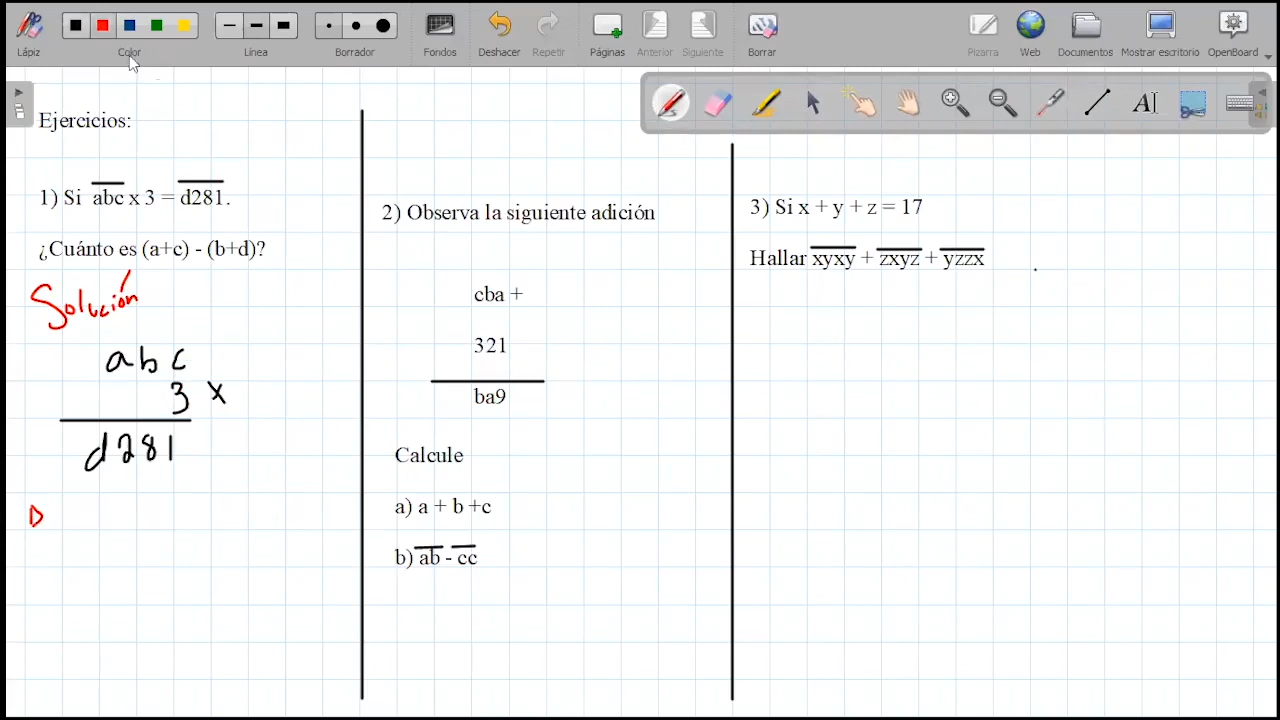 Lápiz
Color
Línea
Borrador
Fondos
Deshacer
Repetir
Páginas
Anterior
Siguiente
Borrar
Pizarra
Web
Documentos
Mostrar escritorio
OpenBoard
Ejercicios:
1) Si abc x 3 = d281.
¿Cuánto es (a+c) - (b+d)?
Solución
abc
3 x
d281
D
2) Observa la siguiente adición
cba +
321
ba9
Calcule
a) a + b +c
b) ab - cc
3) Si x + y + z = 17
Hallar xyxy + zxyz + yzzx